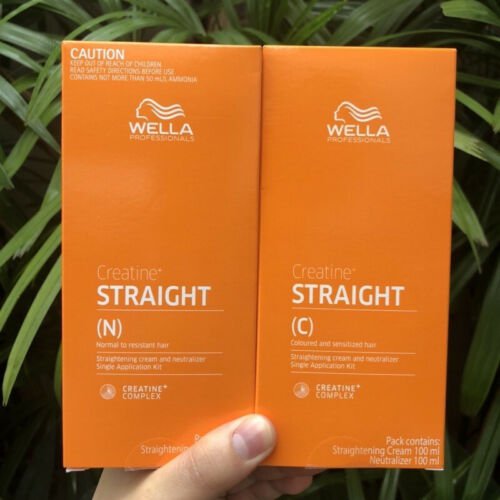 CAUTION
KEEP OUT OF REACH OF CHILDREN
READ SAFETY DIRECTIONS BEFORE USE
CONTAINS NOT MORE THAN 50 ML/L AMMONIA
WELLA
PROFESSIONALS
Creatine+
STRAIGHT
(N)
Normal to resistant hair
Straightening cream and neutralizer
Single Application Kit
CREATINE+
COMPLEX
Straightening
WELLA
PROFESSIONALS
Creatine+
STRAIGHT
(C)
Coloured and sensitized hair
Straightening cream and neutralizer
Single Application Kit
CREATINE+
COMPLEX
Pack contains:
Straightening Cream 100 ml
Neutralizer 100 ml